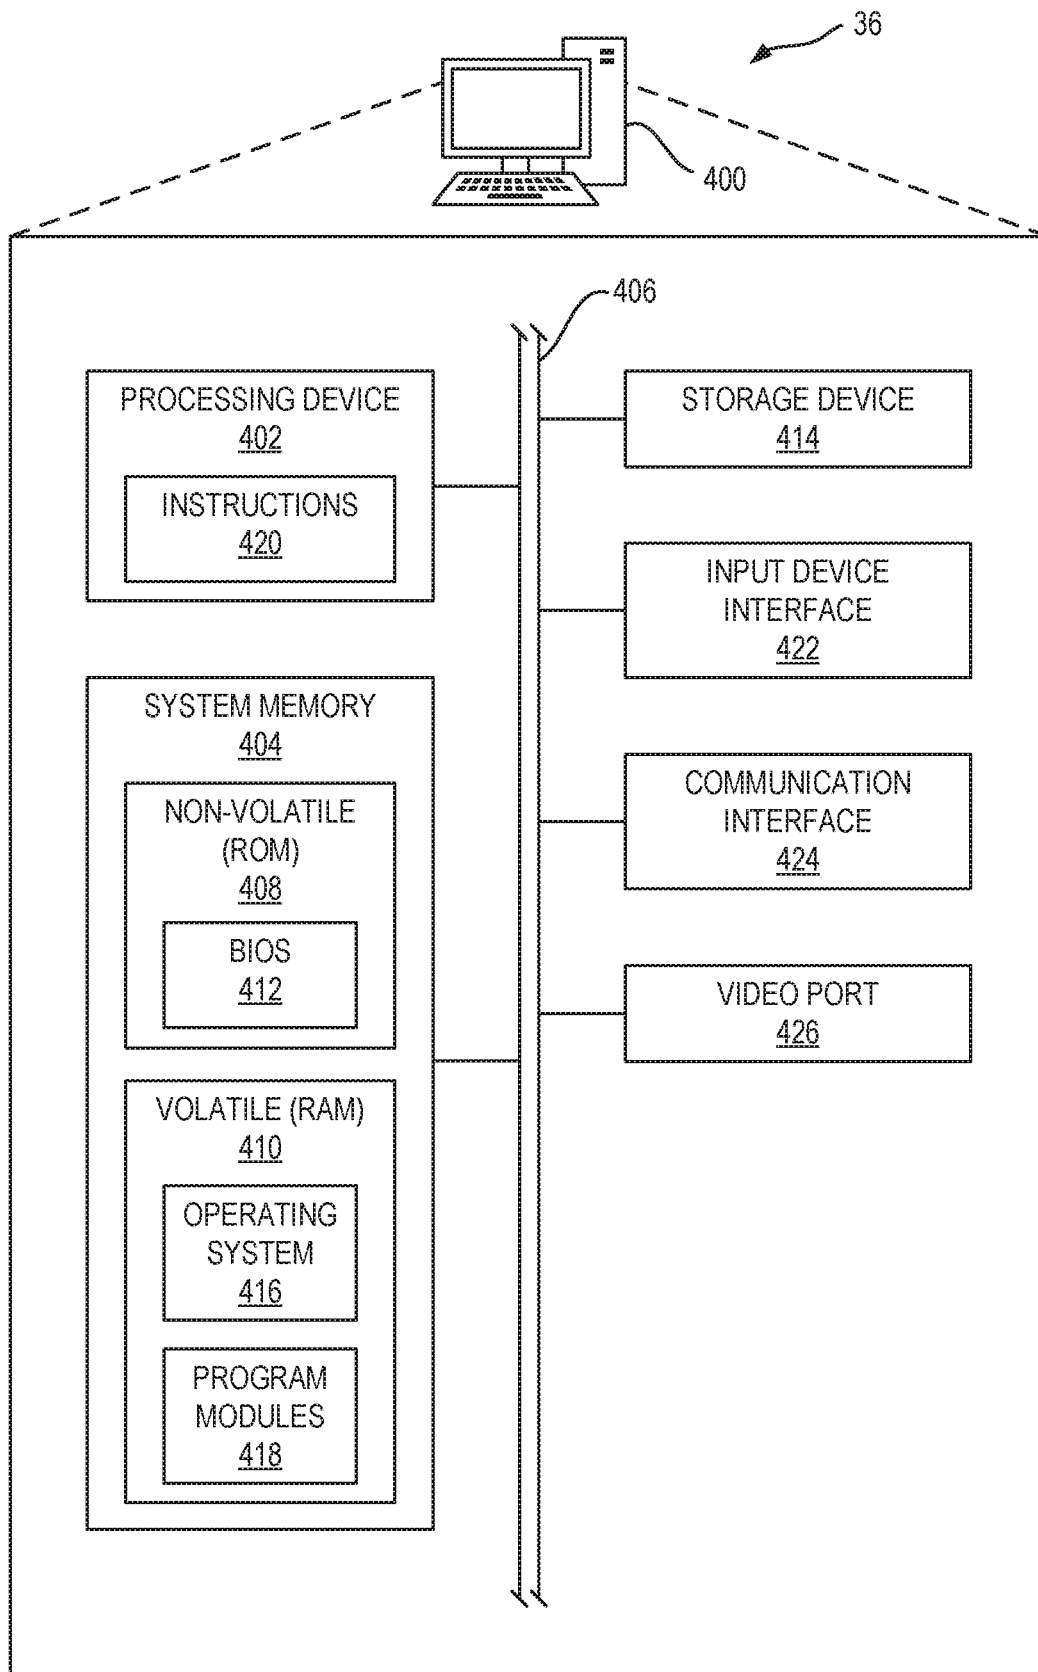 36
400
406
PROCESSING DEVICE
402
INSTRUCTIONS
420
SYSTEM MEMORY
404
NON-VOLATILE
(ROM)
408
BIOS
412
VOLATILE (RAM)
410
OPERATING
SYSTEM
416
PROGRAM
MODULES
418
STORAGE DEVICE
414
INPUT DEVICE
INTERFACE
422
COMMUNICATION
INTERFACE
424
VIDEO PORT
426